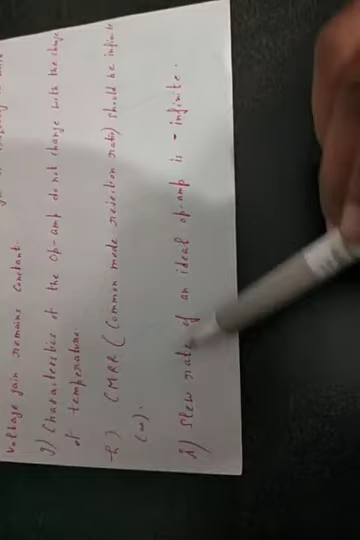 voltage gain remains constant.
g) Characteristics of the Op-amp do not change with the change
of temperature.
h) CMRR (Common mode rejection ratio) should be infinite
(∞).
i) Slew rate of an ideal op-amp is - infinite.